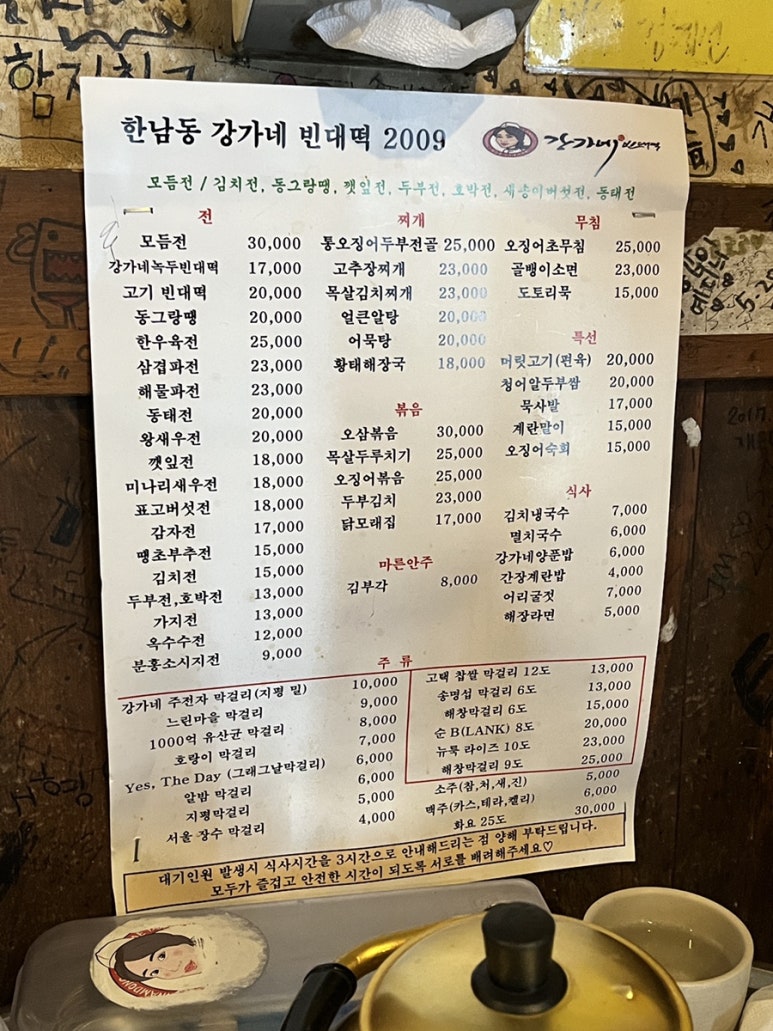 한남동 강가네 빈대떡 2009
강가네 빈대떡
모듬전 / 김치전, 동그랑땡, 깻잎전, 두부전, 호박전, 새송이버섯전, 동태전
전
모듬전 30,000
강가네녹두빈대떡 17,000
고기 빈대떡 20,000
동그랑땡 20,000
한우육전 25,000
삼겹파전 23,000
해물파전 23,000
동태전 20,000
왕새우전 20,000
깻잎전 18,000
미나리새우전 18,000
표고버섯전 18,000
감자전 17,000
땡초부추전 15,000
김치전 15,000
두부전,호박전 13,000
가지전 13,000
옥수수전 12,000
분홍소시지전 9,000
찌개
통오징어두부전골 25,000
고추장찌개 23,000
목살김치찌개 23,000
얼큰알탕 20,000
어묵탕 20,000
황태해장국 18,000
볶음
오삼볶음 30,000
목살두루치기 25,000
오징어볶음 25,000
두부김치 23,000
닭모래집 17,000
마른안주
김부각 8,000
무침
오징어초무침 25,000
골뱅이소면 23,000
도토리묵 15,000
특선
머릿고기(편육) 20,000
청어알두부쌈 20,000
묵사발 17,000
계란말이 15,000
오징어숙회 15,000
식사
김치냉국수 7,000
멸치국수 6,000
강가네양푼밥 6,000
간장계란밥 4,000
어리굴젓 7,000
해장라면 5,000
주 류
강가네 주전자 막걸리(지평 밀) 10,000
느린마을 막걸리 9,000
1000억 유산균 막걸리 8,000
호랑이 막걸리 7,000
Yes, The Day (그래그날막걸리) 6,000
알밤 막걸리 6,000
지평막걸리 5,000
서울 장수 막걸리 4,000
고택 찹쌀 막걸리 12도 13,000
송명섭 막걸리 6도 13,000
해창막걸리 6도 15,000
순 B(LANK) 8도 20,000
뉴룩 라이즈 10도 23,000
해창막걸리 9도 25,000
소주(참,처,새,진) 5,000
맥주(카스,테라,켈리) 6,000
화요 25도 30,000
대기인원 발생시 식사시간을 3시간으로 안내해드리는 점 양해 부탁드립니다.
모두가 즐겁고 안전한 시간이 되도록 서로를 배려해주세요♡